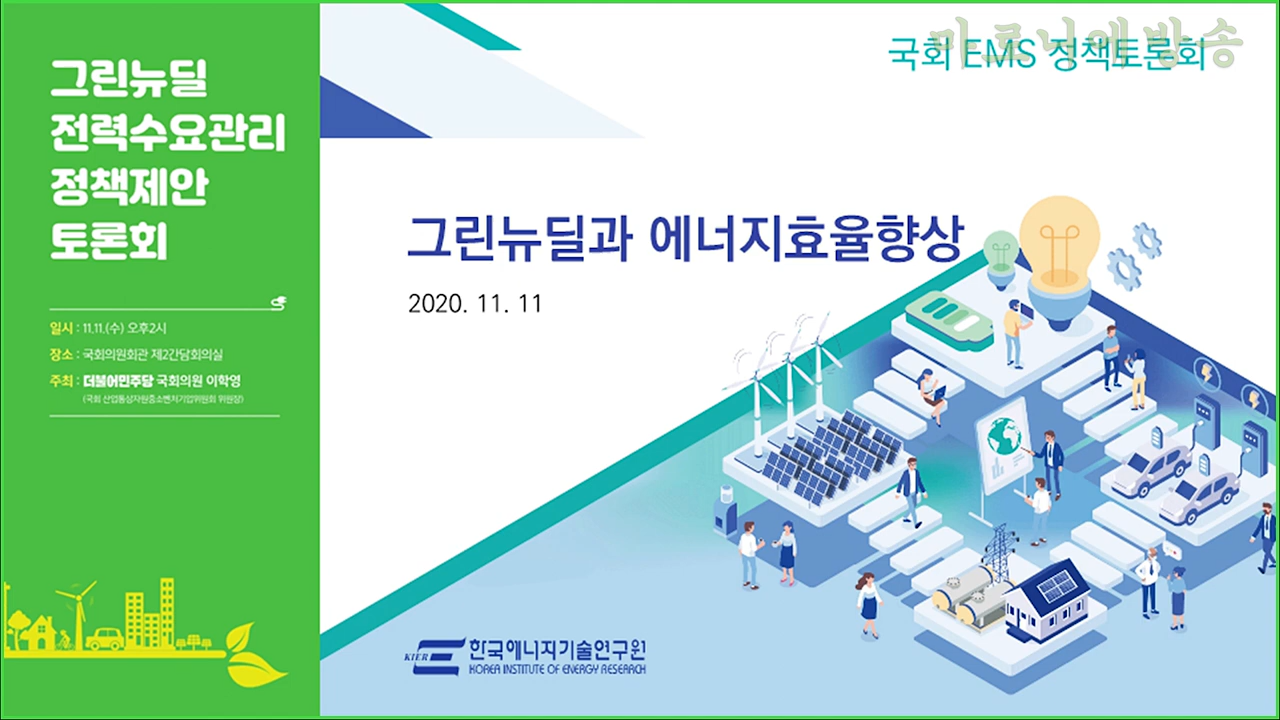 그린뉴딜
전력수요관리
정책제안
토론회
일시 : 11.11.(수) 오후2시
장소 : 국회의원회관 제2간담회의실
주최 : 더불어민주당 국회의원 이학영
(국회 산업통상자원중소벤처기업위원회 위원장)
마로니에방송
국회 EMS 정책토론회
그린뉴딜과 에너지효율향상
2020. 11. 11
KIER 한국에너지기술연구원
KOREA INSTITUTE OF ENERGY RESEARCH